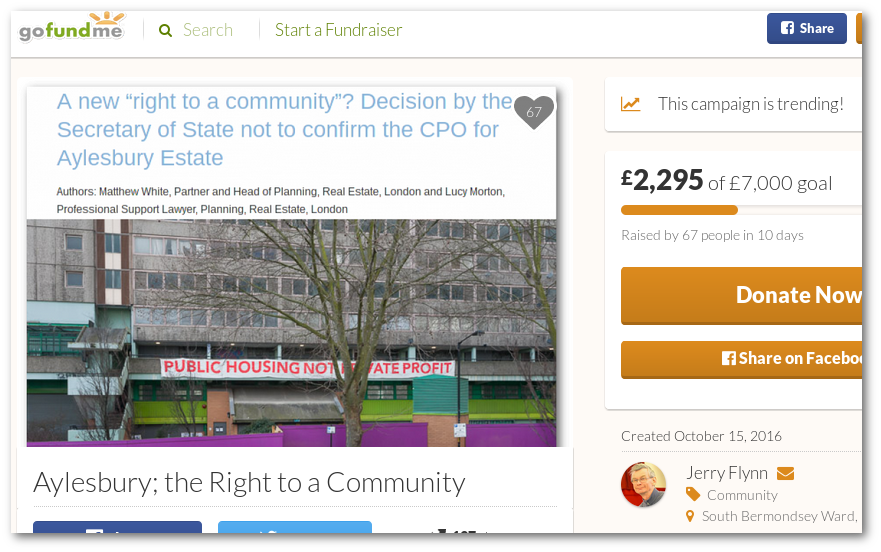 gofundme
Search
Start a Fundraiser
Share
A new “right to a community”? Decision by the
Secretary of State not to confirm the CPO for
Aylesbury Estate
67
Authors: Matthew White, Partner and Head of Planning, Real Estate, London and Lucy Morton,
Professional Support Lawyer, Planning, Real Estate, London
PUBLIC HOUSING NOT PRIVATE PROFIT
Aylesbury; the Right to a Community
This campaign is trending!
£2,295 of £7,000 goal
Raised by 67 people in 10 days
Donate Now
Share on Facebo
Created October 15, 2016
Jerry Flynn
Community
South Bermondsey Ward,